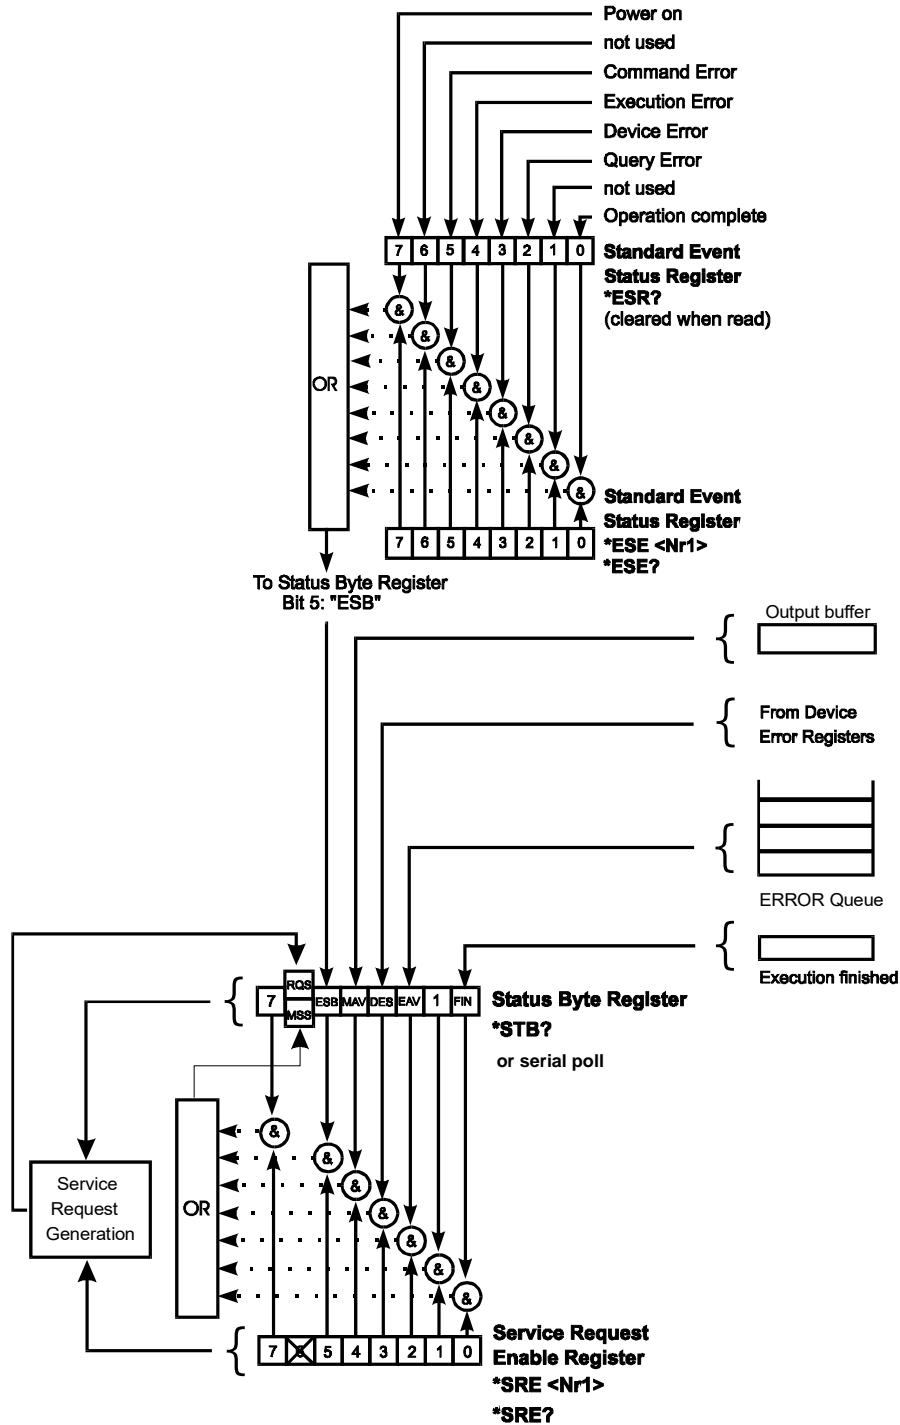 Power on
not used
Command Error
Execution Error
Device Error
Query Error
not used
Operation complete
7 6 5 4 3 2 1 0
Standard Event
Status Register
*ESR?
(cleared when read)
&
&
&
OR
&
&
&
&
&
Standard Event
Status Register
7 6 5 4 3 2 1 0
*ESE <Nr1>
*ESE?
To Status Byte Register
Bit 5: "ESB"
Output buffer
From Device
Error Registers
ERROR Queue
Execution finished
RQS
7 ESB MAV DES EAV 1 FIN
MSS
Status Byte Register
*STB?
or serial poll
&
&
&
OR
&
&
&
&
Service
Request
Generation
Service Request
Enable Register
7 6 5 4 3 2 1 0
*SRE <Nr1>
*SRE?